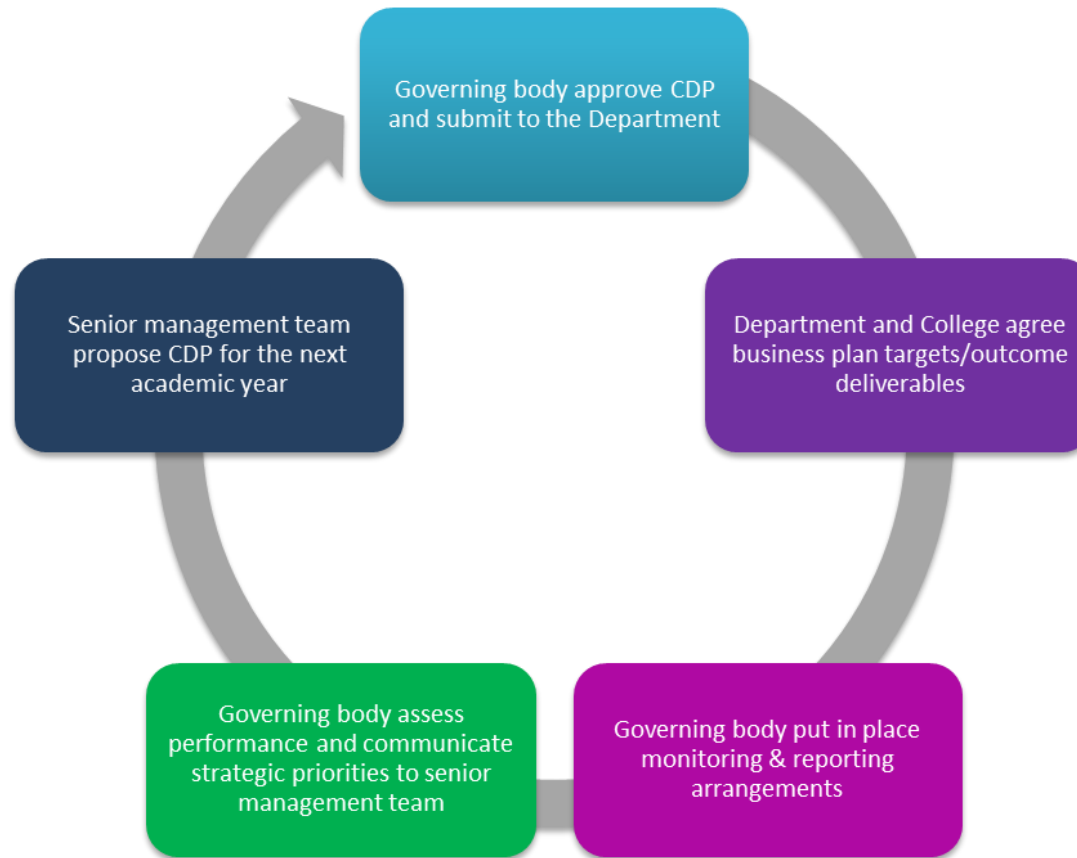 Governing body approve CDP
and submit to the Department
Department and College agree
business plan targets/outcome
deliverables
Governing body put in place
monitoring & reporting
arrangements
Governing body assess
performance and communicate
strategic priorities to senior
management team
Senior management team
propose CDP for the next
academic year